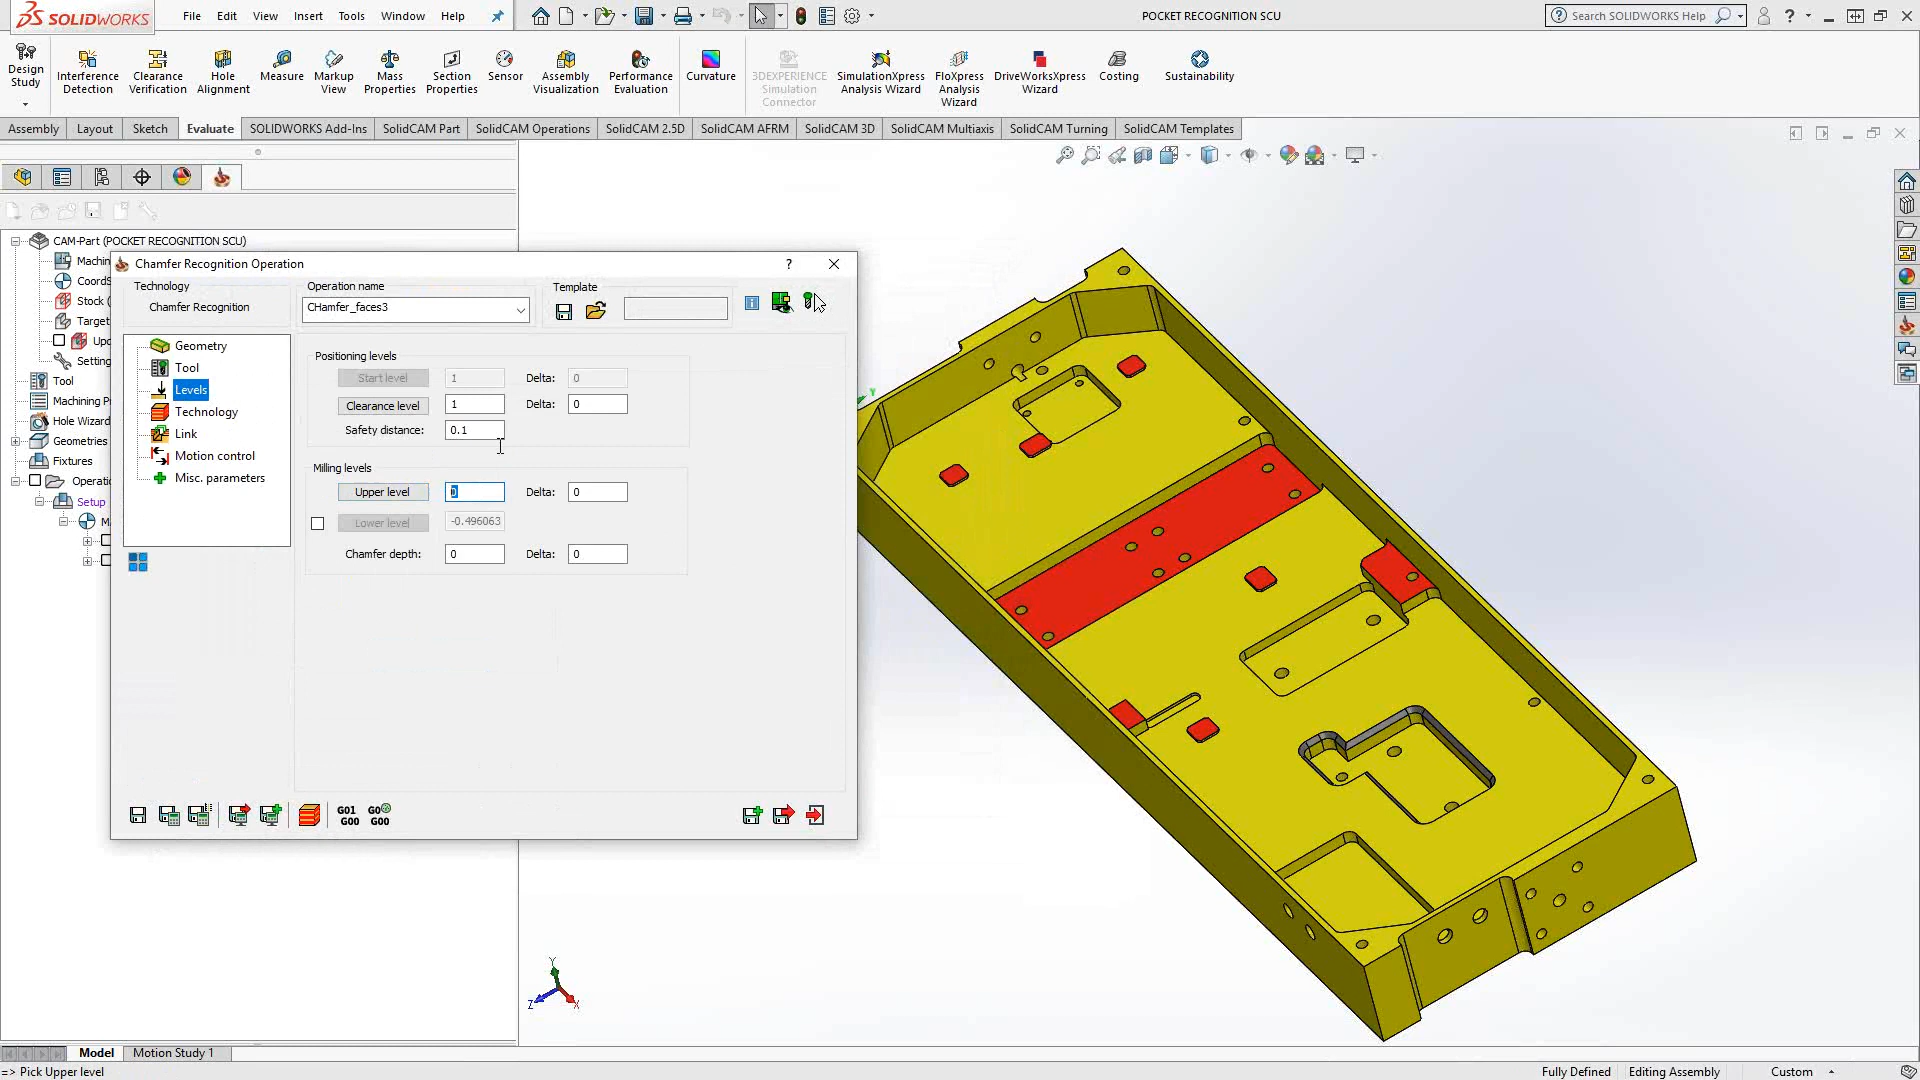 SOLIDWORKS
File Edit View Insert Tools Window Help
POCKET RECOGNITION SCU
Search SOLIDWORKS Help
Design Study
Interference Detection
Clearance Verification
Hole Alignment
Measure
Markup View
Mass Properties
Section Properties
Sensor
Assembly Visualization
Performance Evaluation
Curvature
3DEXPERIENCE Simulation Connector
SimulationXpress Analysis Wizard
FloXpress Analysis Wizard
DriveWorksXpress Wizard
Costing
Sustainability
Assembly Layout Sketch Evaluate SOLIDWORKS Add-Ins SolidCAM Part SolidCAM Operations SolidCAM 2.5D SolidCAM AFRM SolidCAM 3D SolidCAM Multiaxis SolidCAM Turning SolidCAM Templates
CAM-Part (POCKET RECOGNITION SCU)
Machin
CoordS
Stock (
Target
Up
Setting
Tool
Machining P
Hole Wizard
Geometries
Fixtures
Operatio
Setup
M
Chamfer Recognition Operation
?
Technology
Chamfer Recognition
Operation name
CHamfer_faces3
Template
Geometry
Tool
Levels
Technology
Link
Motion control
Misc. parameters
Positioning levels
Start level 1 Delta: 0
Clearance level 1 Delta: 0
Safety distance: 0.1
Milling levels
Upper level 0 Delta: 0
Lower level -0.496063
Chamfer depth: 0 Delta: 0
G01 G00
Y
Y
Z
X
Model Motion Study 1
=> Pick Upper level
Fully Defined Editing Assembly Custom